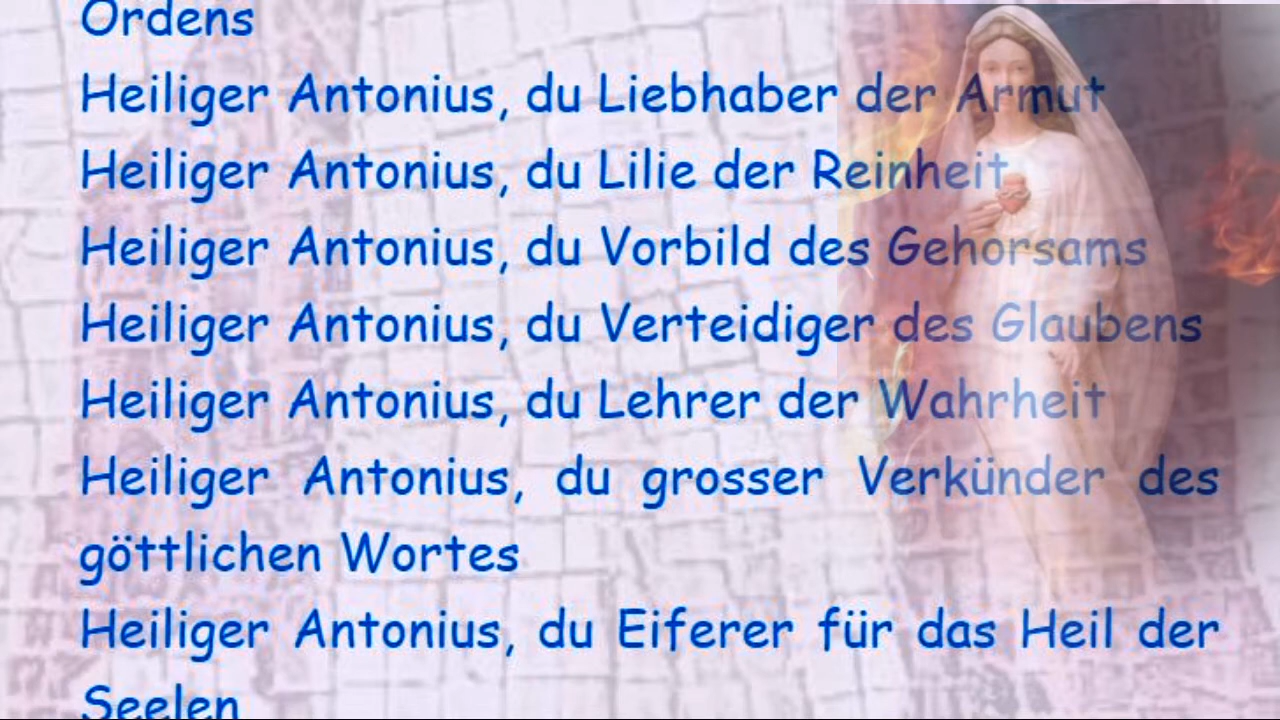 Ordens
Heiliger Antonius, du Liebhaber der Armut
Heiliger Antonius, du Lilie der Reinheit
Heiliger Antonius, du Vorbild des Gehorsams
Heiliger Antonius, du Verteidiger des Glaubens
Heiliger Antonius, du Lehrer der Wahrheit
Heiliger Antonius, du grosser Verkünder des
göttlichen Wortes
Heiliger Antonius, du Eiferer für das Heil der
Seelen